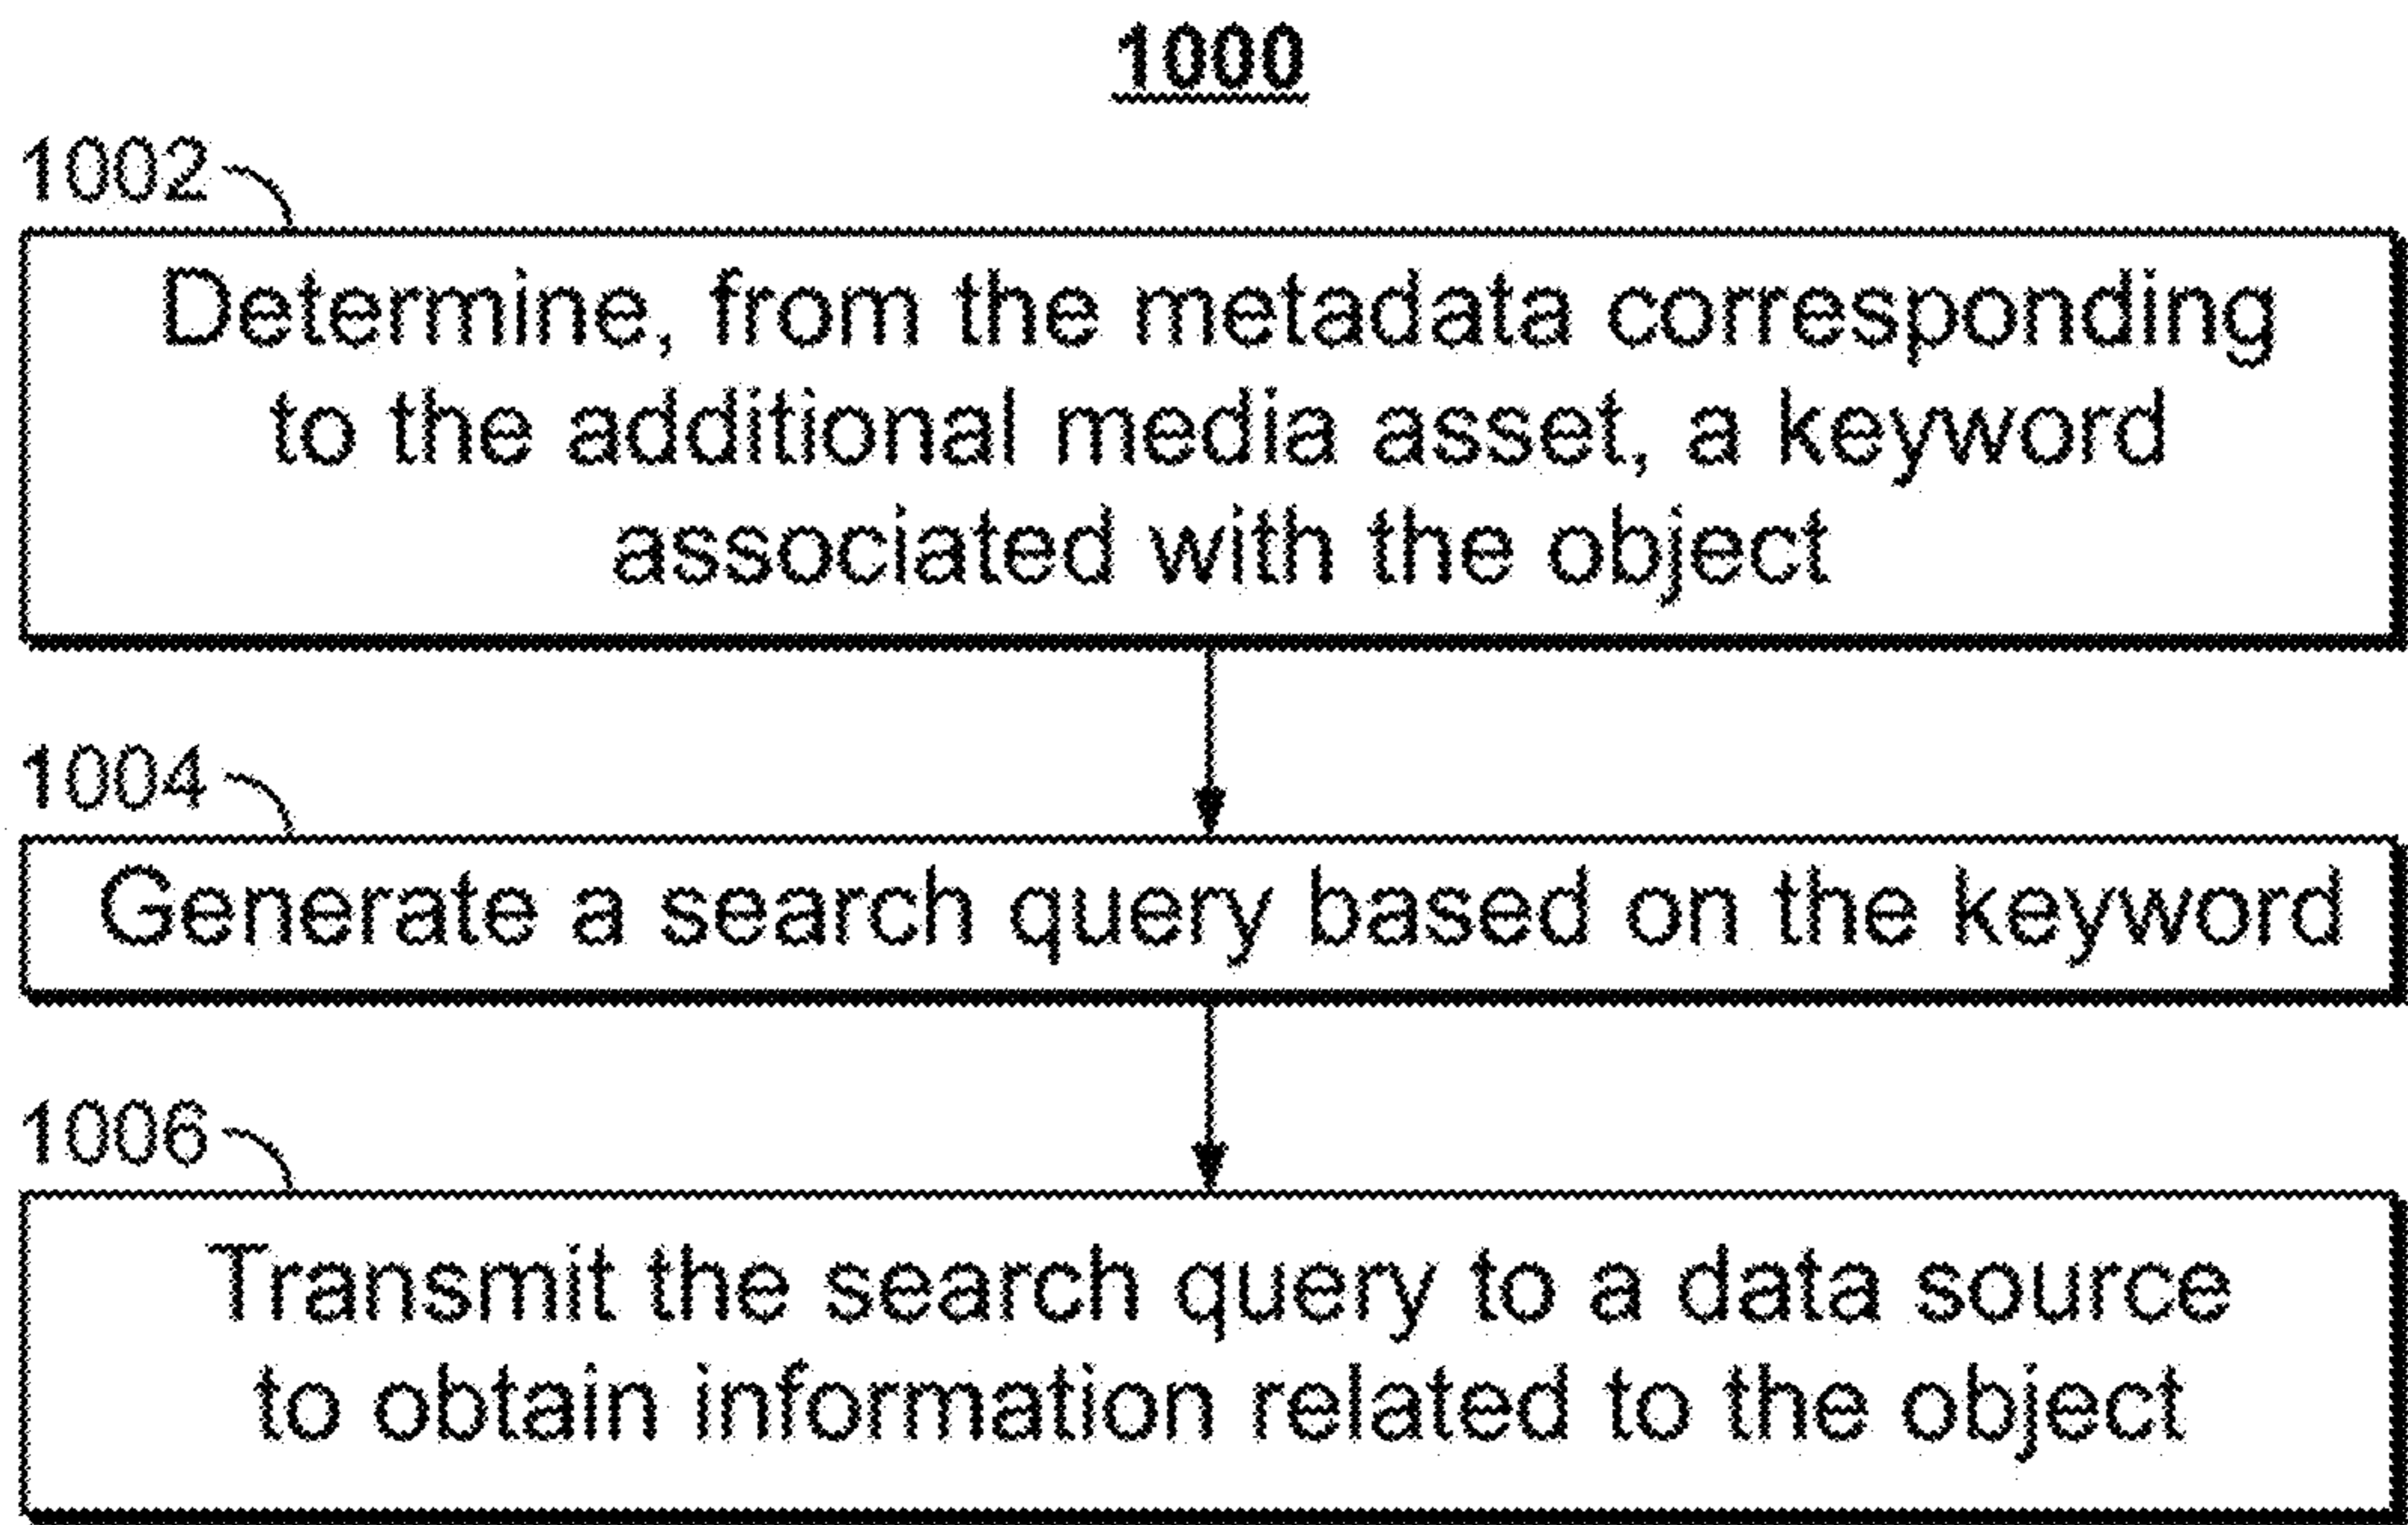 1000
1002
Determine, from the metadata corresponding
to the additional media asset, a keyword
associated with the object
1004
Generate a search query based on the keyword
1006
Transmit the search query to a data source
to obtain information related to the object